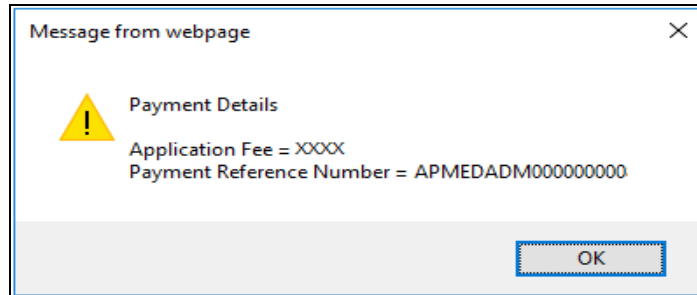 Message from webpage
Payment Details
Application Fee = XXXX
Payment Reference Number = APMEDADM000000000
OK